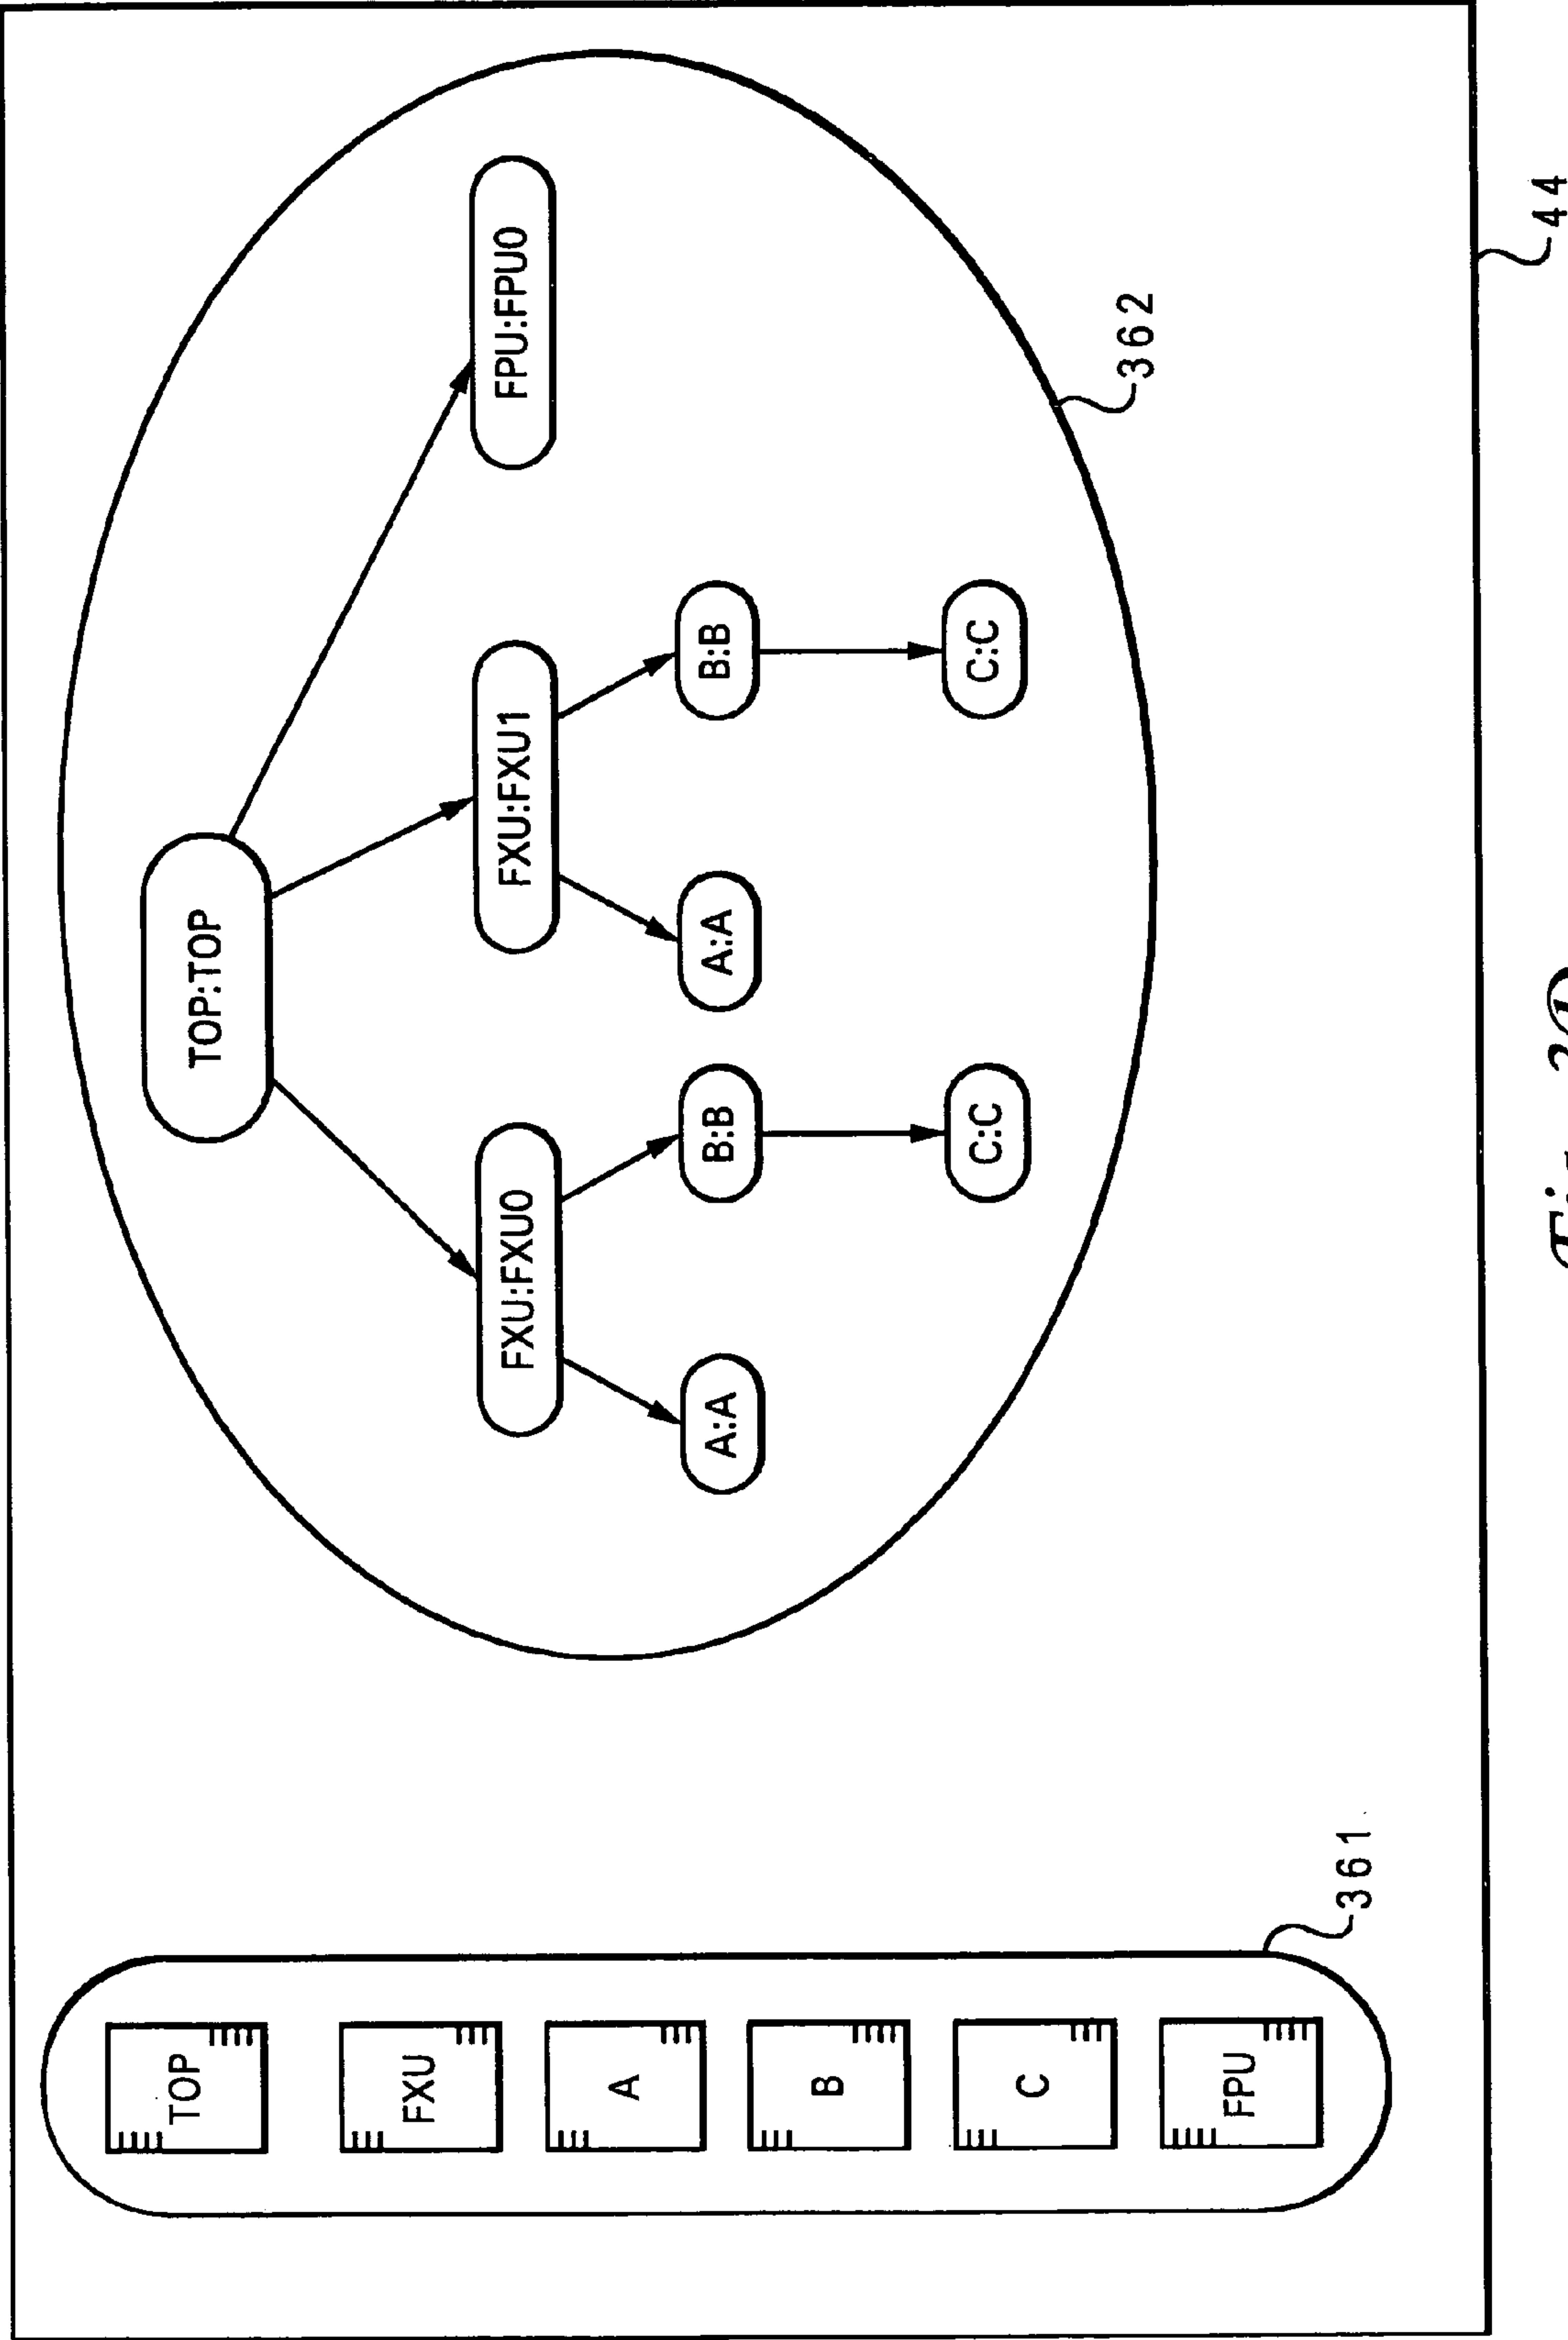 TOP
FXU
A
B
C
FPU
361
TOP:TOP
FXU:FXU0
FXU:FXU1
FPU:FPU0
A:A
B:B
A:A
B:B
C:C
C:C
362
44